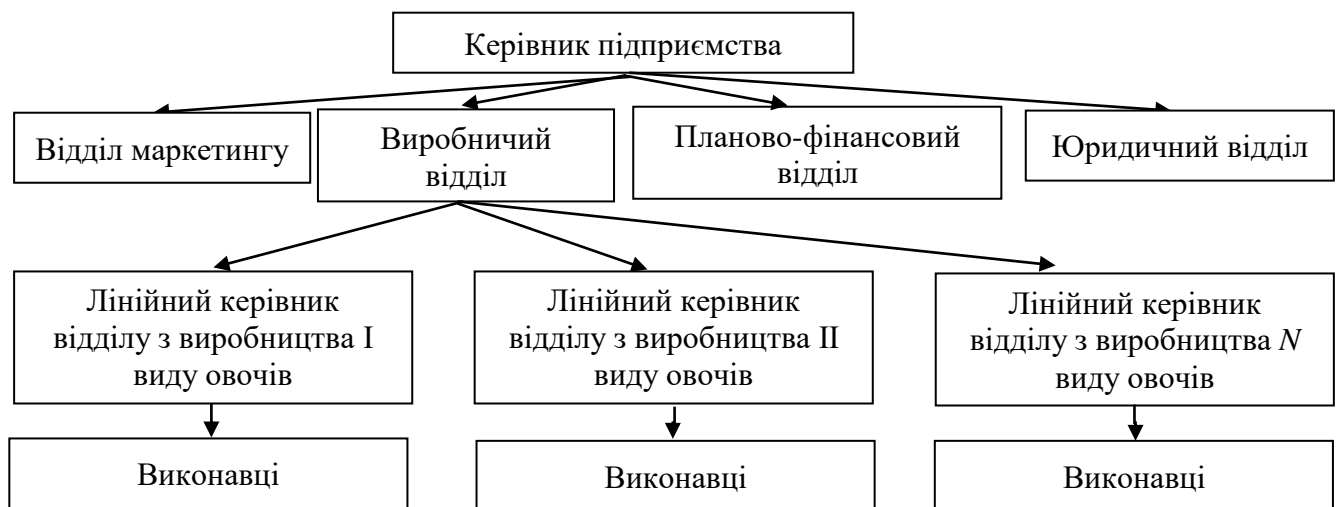 Керівник підприємства
Відділ маркетингу
Виробничий
відділ
Планово-фінансовий
відділ
Юридичний відділ
Лінійний керівник
відділу з виробництва І
виду овочів
Лінійний керівник
відділу з виробництва ІІ
виду овочів
Лінійний керівник
відділу з виробництва N
виду овочів
Виконавці
Виконавці
Виконавці